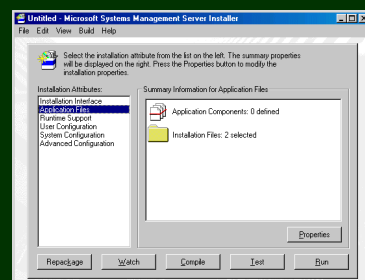 Untitled - Microsoft Systems Management Server Installer
File Edit View Build Help
Select the installation attribute from the list on the left. The summary properties
will be displayed on the right. Press the Properties button to modify the
installation properties.
Installation Attributes:
Installation Interface
Application Files
Runtime Support
User Configuration
System Configuration
Advanced Configuration
Summary Information for Application Files
Application Components: 0 defined
Installation Files: 2 selected
Properties
Repackage Watch Compile Test Run